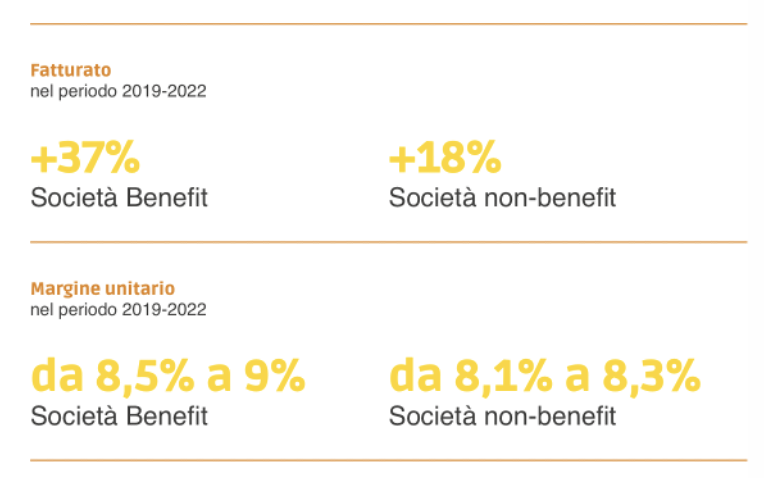 Fatturato
nel periodo 2019-2022
+37%
+18%
Società Benefit
Società non-benefit
Margine unitario
nel periodo 2019-2022
da 8,5% a 9%
da 8,1% a 8,3%
Società Benefit
Società non-benefit